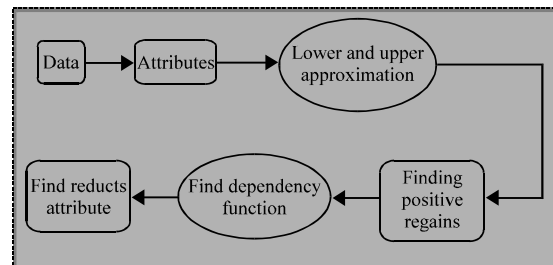 Data
Attributes
Lower and upper
approximation
Finding
positive
regains
Find dependency
function
Find reducts
attribute